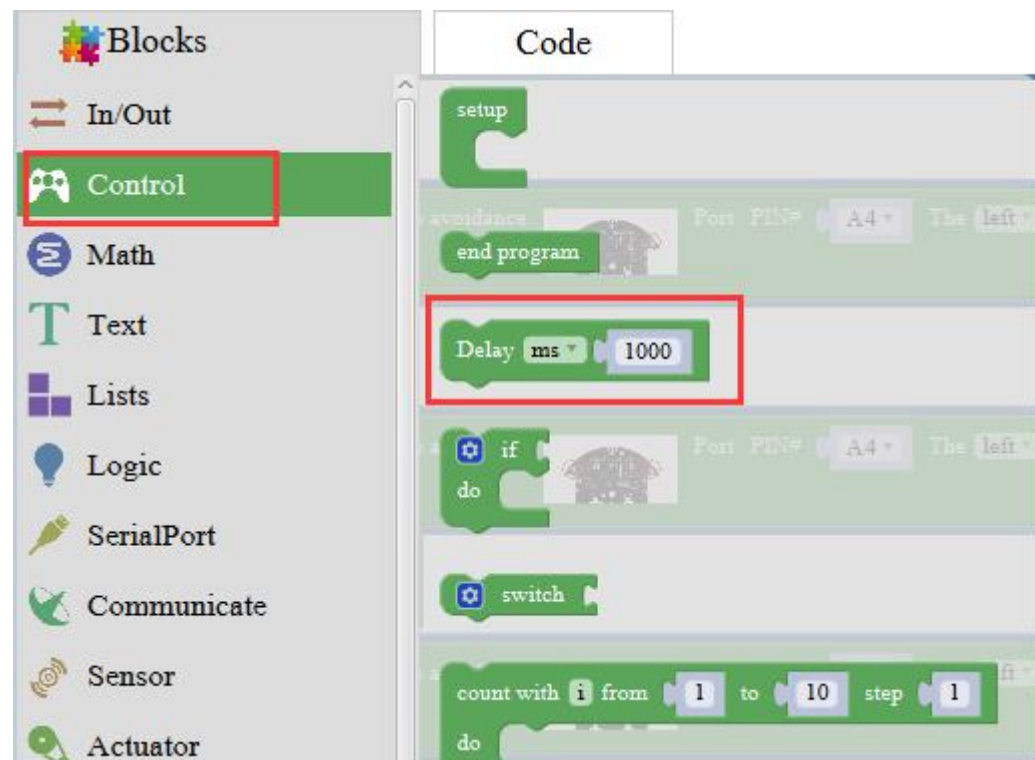 Blocks
Code
In/Out
Control
Math
Text
Lists
Logic
SerialPort
Communicate
Sensor
Actuator
setup
avoidance Port PIN# A4 The left
end program
Delay ms 1000
if Port PIN# A4 The left
do
switch
count with i from 1 to 10 step 1
do